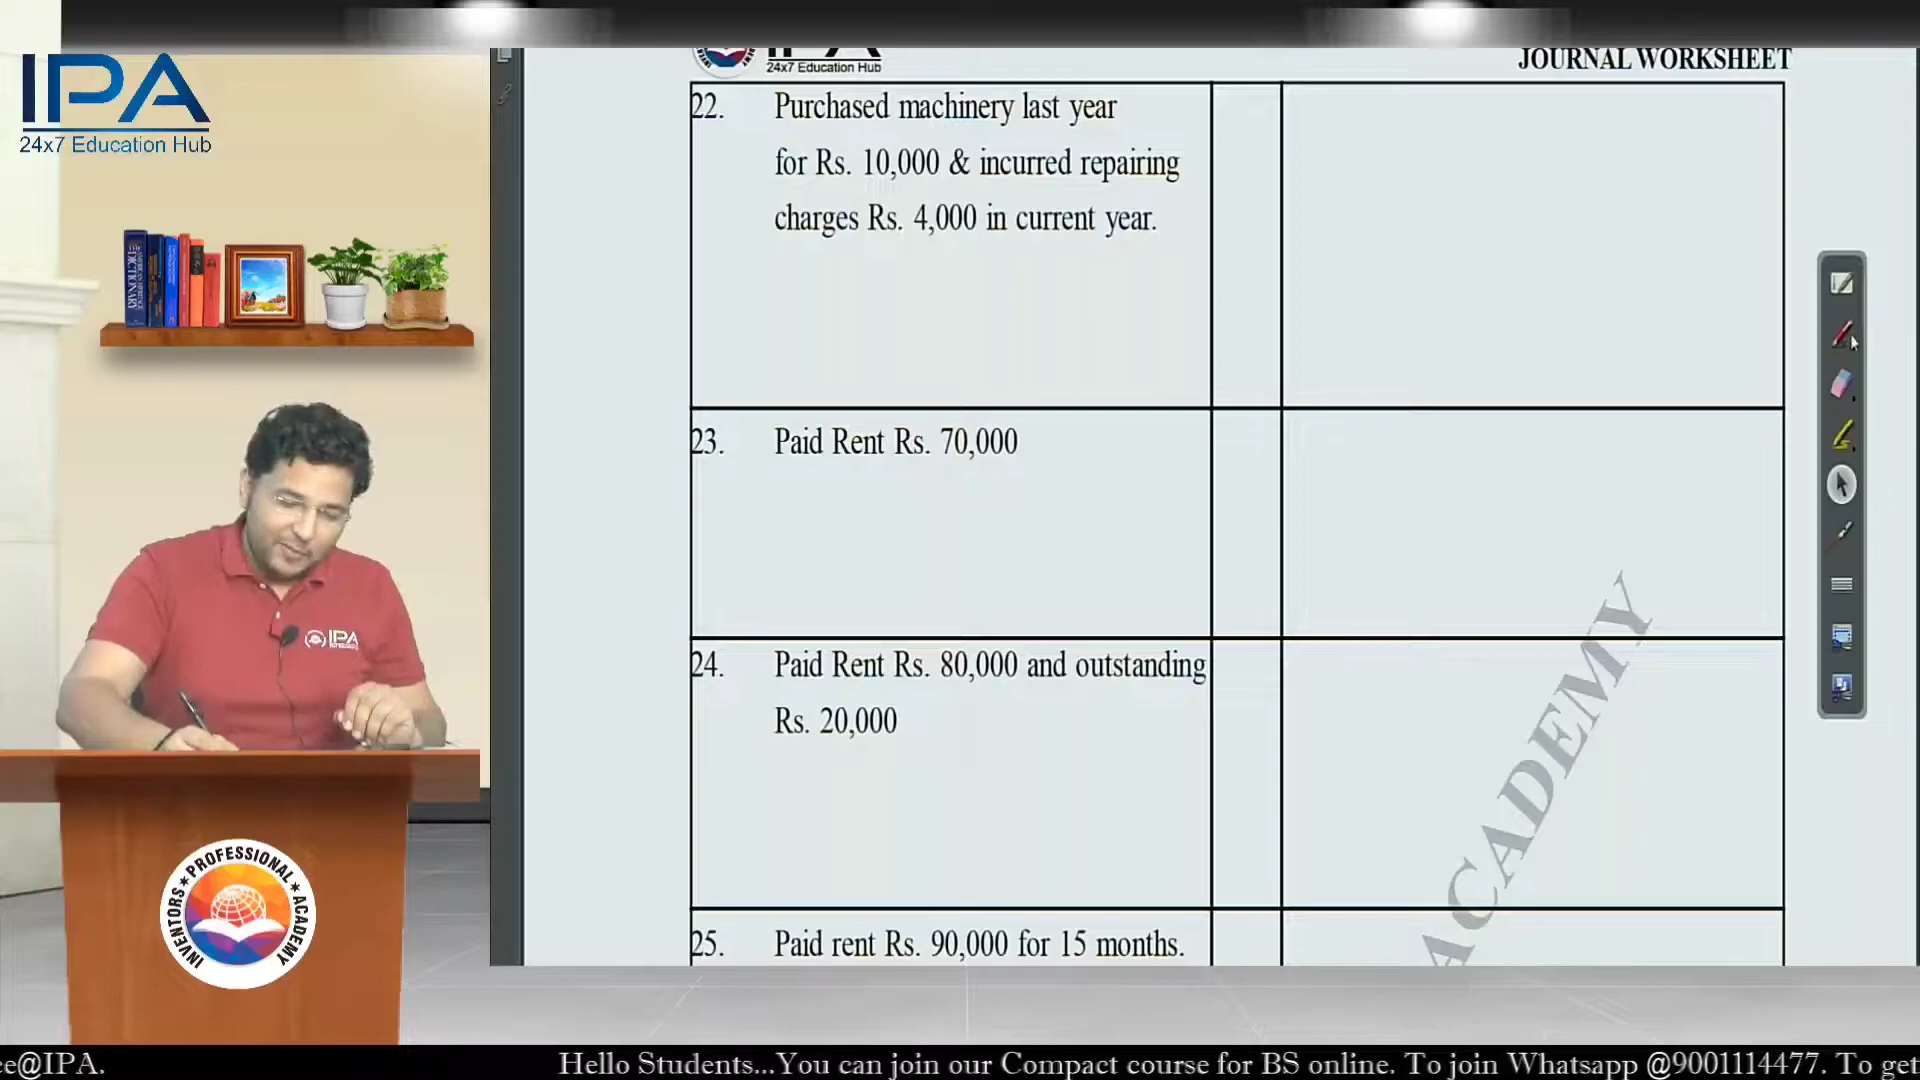 IPA
24x7 Education Hub
24x7 Education Hub
JOURNAL WORKSHEET
22. Purchased machinery last year
for Rs. 10,000 & incurred repairing
charges Rs. 4,000 in current year.
23. Paid Rent Rs. 70,000
24. Paid Rent Rs. 80,000 and outstanding
Rs. 20,000
25. Paid rent Rs. 90,000 for 15 months.
ACADEMY
DICTIONARY
IPA
INVENTORS PROFESSIONAL ACADEMY
ce@IPA.
Hello Students...You can join our Compact course for BS online. To join Whatsapp @9001114477. To get